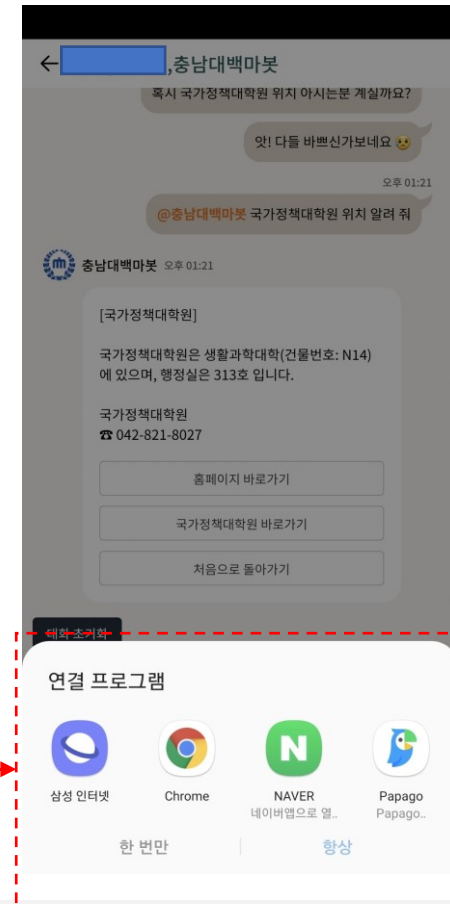 ,충남대백마봇
혹시 국가정책대학원 위치 아시는분 계실까요?
앗! 다들 바쁘신가보네요 🥺
오후 01:21
@충남대백마봇 국가정책대학원 위치 알려 줘
충남대백마봇 오후 01:21
[국가정책대학원]
국가정책대학원은 생활과학대학(건물번호: N14)
에 있으며, 행정실은 313호 입니다.
국가정책대학원
☎ 042-821-8027
홈페이지 바로가기
국가정책대학원 바로가기
처음으로 돌아가기
대화 초기화
연결 프로그램
삼성 인터넷 Chrome NAVER Papago
네이버앱으로 열.. Papago..
한 번만 항상